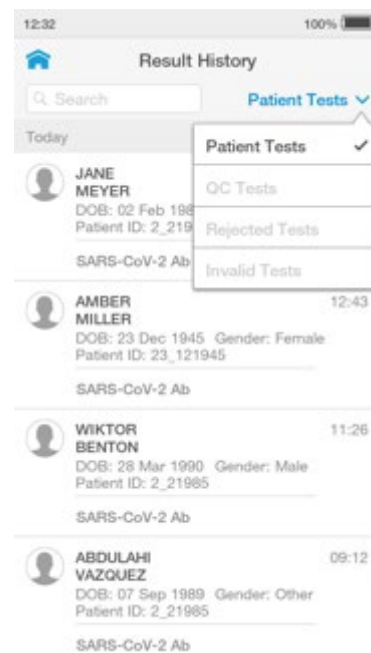 12:32 100%
Result History
Search Patient Tests
Today
Patient Tests
QC Tests
Rejected Tests
Invalid Tests
JANE
MEYER
DOB: 02 Feb 198
Patient ID: 2_219
SARS-CoV-2 Ab
AMBER 12:43
MILLER
DOB: 23 Dec 1945 Gender: Female
Patient ID: 23_121945
SARS-CoV-2 Ab
WIKTOR 11:26
BENTON
DOB: 28 Mar 1990 Gender: Male
Patient ID: 2_21985
SARS-CoV-2 Ab
ABDULAHI 09:12
VAZQUEZ
DOB: 07 Sep 1989 Gender: Other
Patient ID: 2_21985
SARS-CoV-2 Ab